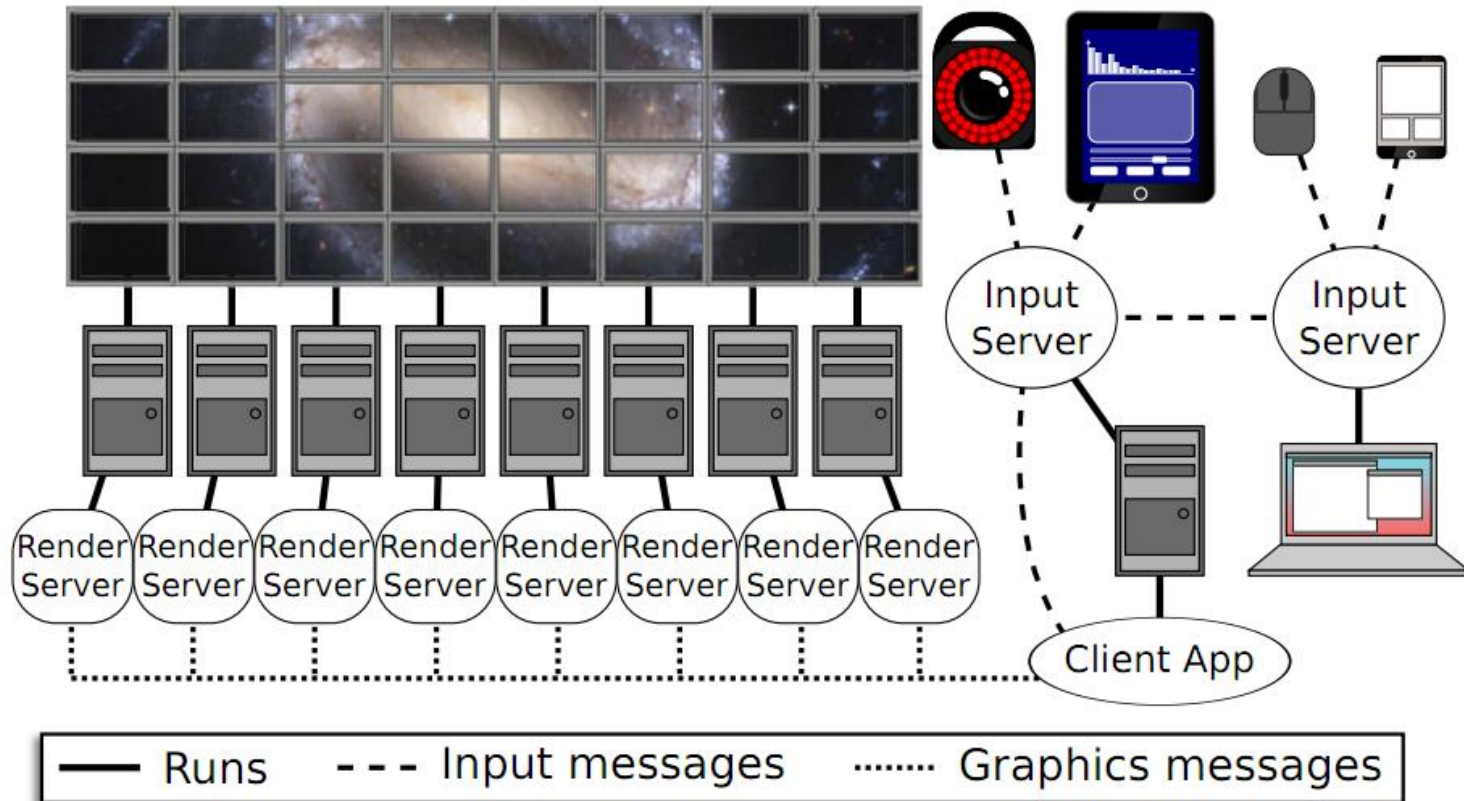 Input
Server
Input
Server
Render
Server
Render
Server
Render
Server
Render
Server
Render
Server
Render
Server
Render
Server
Render
Server
Client App
Runs
Input messages
Graphics messages